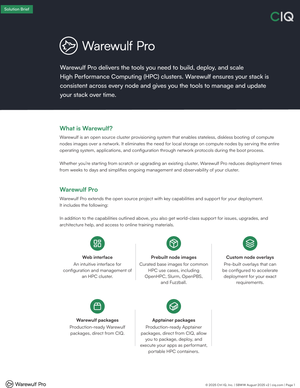 Solution Brief
CIQ
Warewulf Pro
Warewulf Pro delivers the tools you need to build, deploy, and scale
High Performance Computing (HPC) clusters. Warewulf ensures your stack is
consistent across every node and gives you the tools to manage and update
your stack over time.
What is Warewulf?
Warewulf is an open source cluster provisioning system that enables stateless, diskless booting of compute
nodes images over a network. It eliminates the need for local storage on compute nodes by serving the entire
operating system, applications, and configuration through network protocols during the boot process.
Whether you're starting from scratch or upgrading an existing cluster, Warewulf Pro reduces deployment times
from weeks to days and simplifies ongoing management and observability of your cluster.
Warewulf Pro
Warewulf Pro extends the open source project with key capabilities and support for your deployment.
It includes the following:
In addition to the capabilities outlined above, you also get world-class support for issues, upgrades, and
architecture help, and access to online training materials.
Web interface
An intuitive interface for
configuration and management of
an HPC cluster.
Prebuilt node images
Curated base images for common
HPC use cases, including
OpenHPC, Slurm, OpenPBS,
and Fuzzball.
Custom node overlays
Pre-built overlays that can
be configured to accelerate
deployment for your exact
requirements.
Warewulf packages
Production-ready Warewulf
packages, direct from CIQ.
Apptainer packages
Production-ready Apptainer
packages, direct from CIQ, allow
you to package, deploy, and
execute your apps as performant,
portable HPC containers.
Warewulf Pro